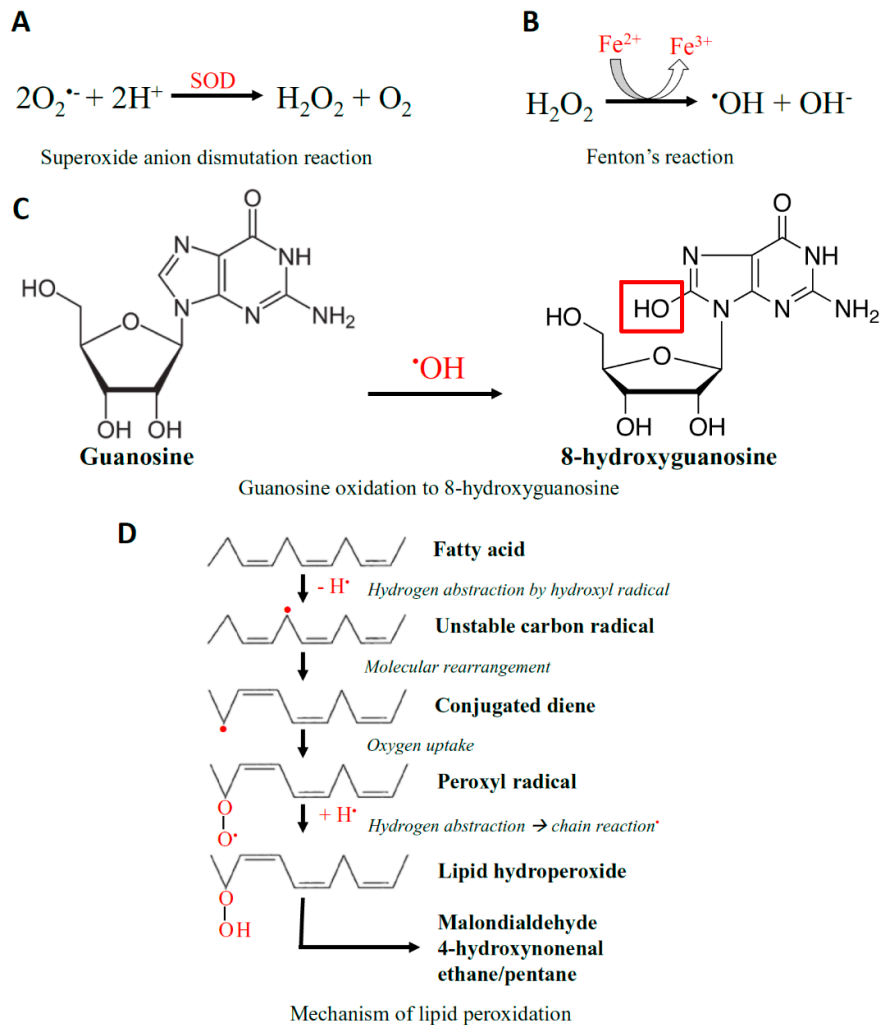 A
B
SOD
2O₂•⁻ + 2H⁺ → H₂O₂ + O₂
Superoxide anion dismutation reaction
Fe²⁺ Fe³⁺
H₂O₂ → •OH + OH⁻
Fenton's reaction
C
O
N
NH
HO
N
N
NH₂
O
OH OH
Guanosine
•OH
O
N
NH
HO
N
N
NH₂
HO
O
OH OH
8-hydroxyguanosine
Guanosine oxidation to 8-hydroxyguanosine
D
Fatty acid
- H• Hydrogen abstraction by hydroxyl radical
Unstable carbon radical
Molecular rearrangement
Conjugated diene
Oxygen uptake
Peroxyl radical
O
O•
+ H• Hydrogen abstraction → chain reaction•
Lipid hydroperoxide
O
OH
Malondialdehyde
4-hydroxynonenal
ethane/pentane
Mechanism of lipid peroxidation